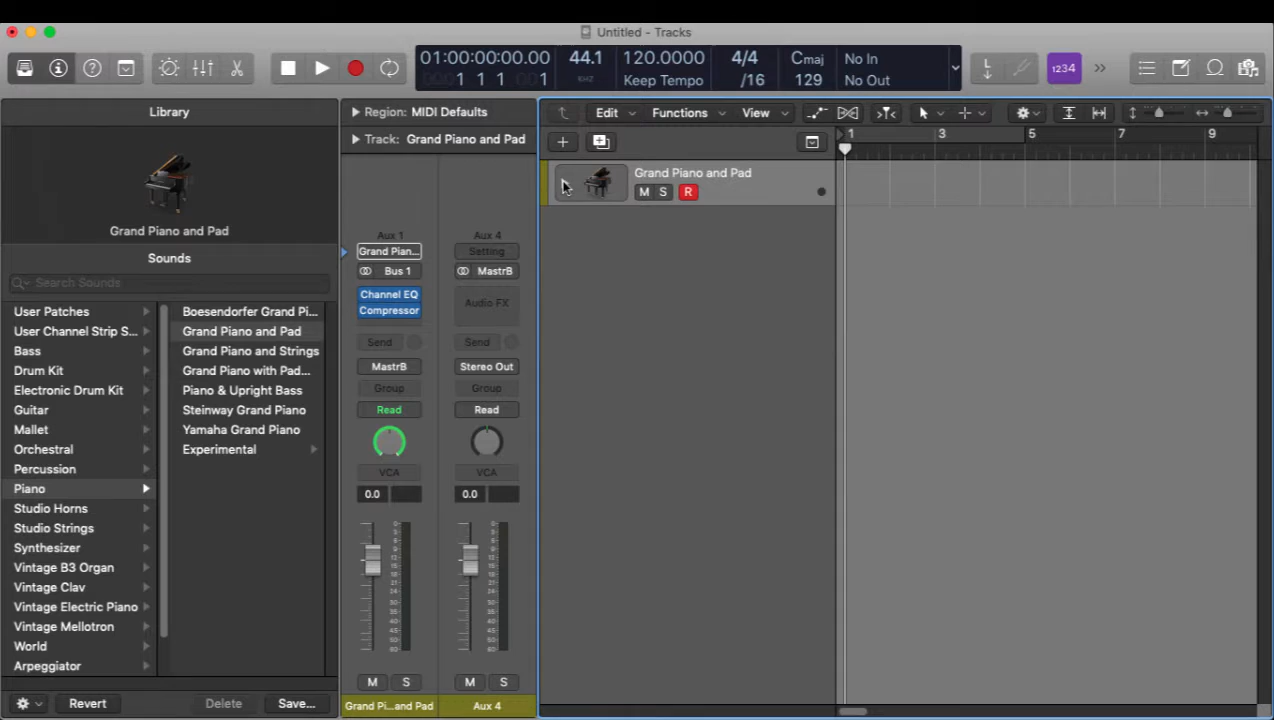 Untitled - Tracks
1234
01:00:00:00.00
1 1 1 1
44.1
KHZ
120.0000
Keep Tempo
4/4
/16
Cmaj
129
No In
No Out
Library
Grand Piano and Pad
Sounds
Search Sounds
User Patches
User Channel Strip S...
Bass
Drum Kit
Electronic Drum Kit
Guitar
Mallet
Orchestral
Percussion
Piano
Studio Horns
Studio Strings
Synthesizer
Vintage B3 Organ
Vintage Clav
Vintage Electric Piano
Vintage Mellotron
World
Arpeggiator
Boesendorfer Grand Pi...
Grand Piano and Pad
Grand Piano and Strings
Grand Piano with Pad...
Piano & Upright Bass
Steinway Grand Piano
Yamaha Grand Piano
Experimental
Revert
Delete
Save...
Region: MIDI Defaults
Track: Grand Piano and Pad
Aux 1
Grand Pian...
Bus 1
Channel EQ
Compressor
Send
MastrB
Group
Read
VCA
0.0
M S
Grand Pi...and Pad
Aux 4
Setting
MastrB
Audio FX
Send
Stereo Out
Group
Read
VCA
0.0
M S
Aux 4
Edit
Functions
View
1 3 5 7 9
Grand Piano and Pad
M S R